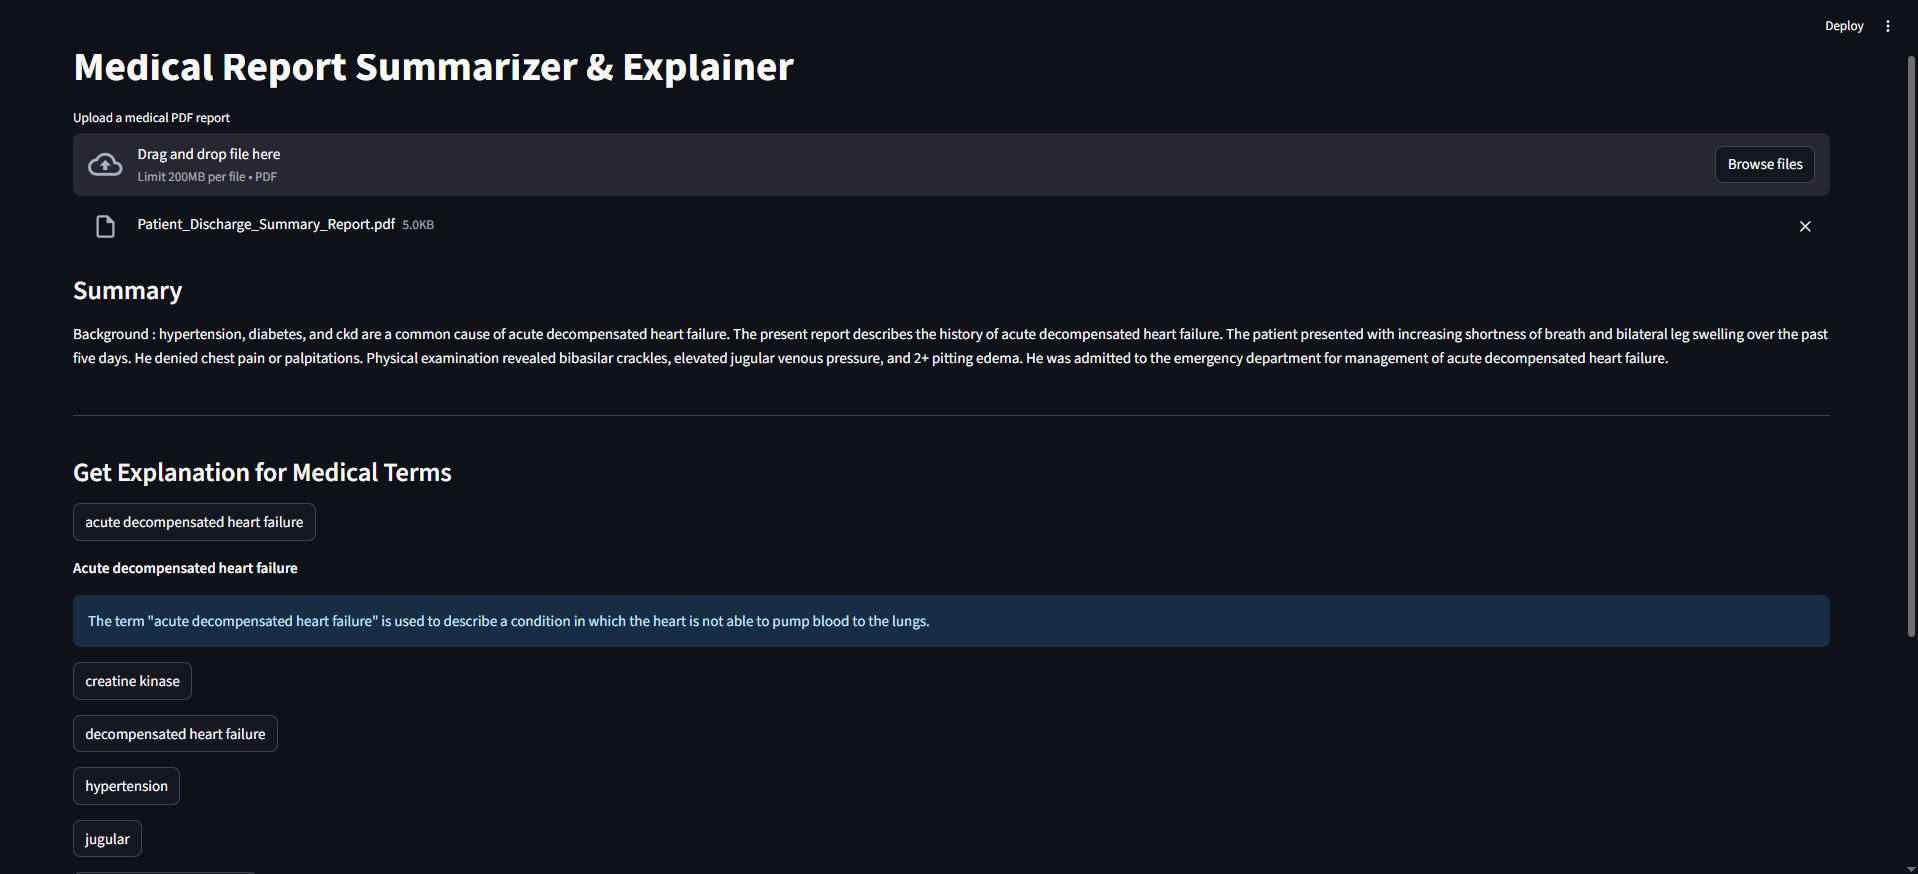 Deploy
Medical Report Summarizer & Explainer
Upload a medical PDF report
Drag and drop file here
Limit 200MB per file • PDF
Browse files
Patient_Discharge_Summary_Report.pdf 5.0KB
Summary
Background : hypertension, diabetes, and ckd are a common cause of acute decompensated heart failure. The present report describes the history of acute decompensated heart failure. The patient presented with increasing shortness of breath and bilateral leg swelling over the past
five days. He denied chest pain or palpitations. Physical examination revealed bibasilar crackles, elevated jugular venous pressure, and 2+ pitting edema. He was admitted to the emergency department for management of acute decompensated heart failure.
Get Explanation for Medical Terms
acute decompensated heart failure
Acute decompensated heart failure
The term "acute decompensated heart failure" is used to describe a condition in which the heart is not able to pump blood to the lungs.
creatine kinase
decompensated heart failure
hypertension
jugular